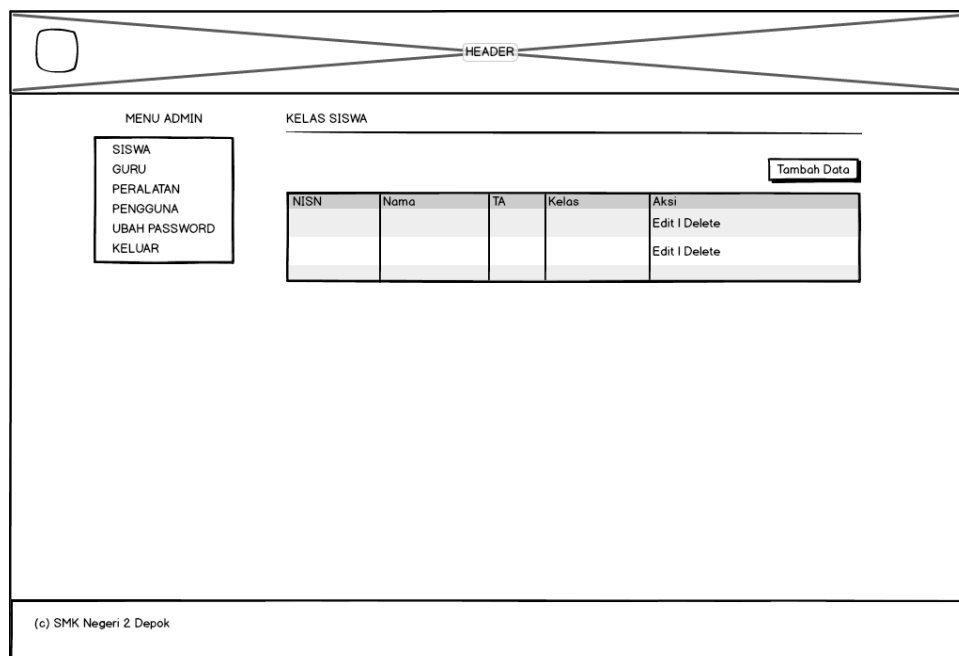 HEADER
MENU ADMIN
SISWA
GURU
PERALATAN
PENGGUNA
UBAH PASSWORD
KELUAR
KELAS SISWA
Tambah Data
NISN Nama TA Kelas Aksi
Edit | Delete
Edit | Delete
(c) SMK Negeri 2 Depok